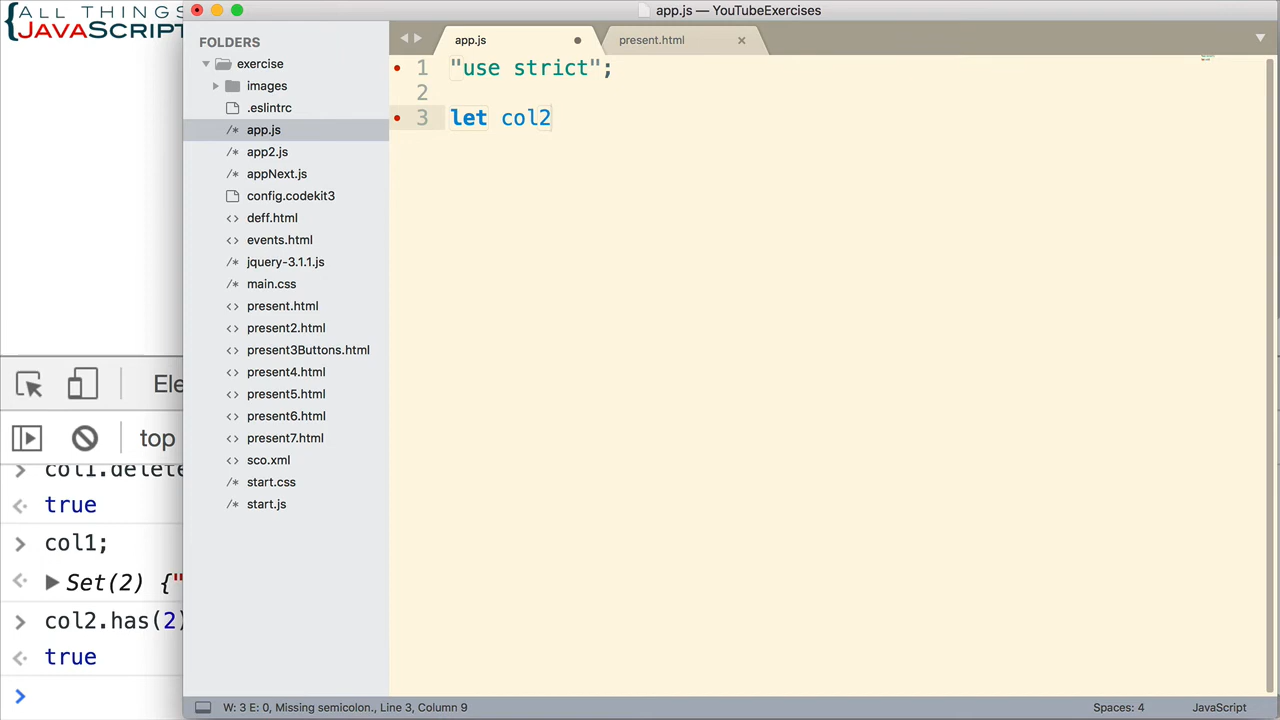 {ALL THINGS
JAVASCRIPT
app.js — YouTubeExercises
FOLDERS
exercise
images
.eslintrc
/* app.js
/* app2.js
/* appNext.js
config.codekit3
<> deff.html
<> events.html
/* jquery-3.1.1.js
/* main.css
<> present.html
<> present2.html
<> present3Buttons.html
<> present4.html
<> present5.html
<> present6.html
<> present7.html
<> sco.xml
/* start.css
/* start.js
app.js
present.html
1 "use strict";
2
3 let col2
Ele
top
col1.delete
true
col1;
Set(2) {"
col2.has(2)
true
W: 3 E: 0, Missing semicolon., Line 3, Column 9
Spaces: 4
JavaScript